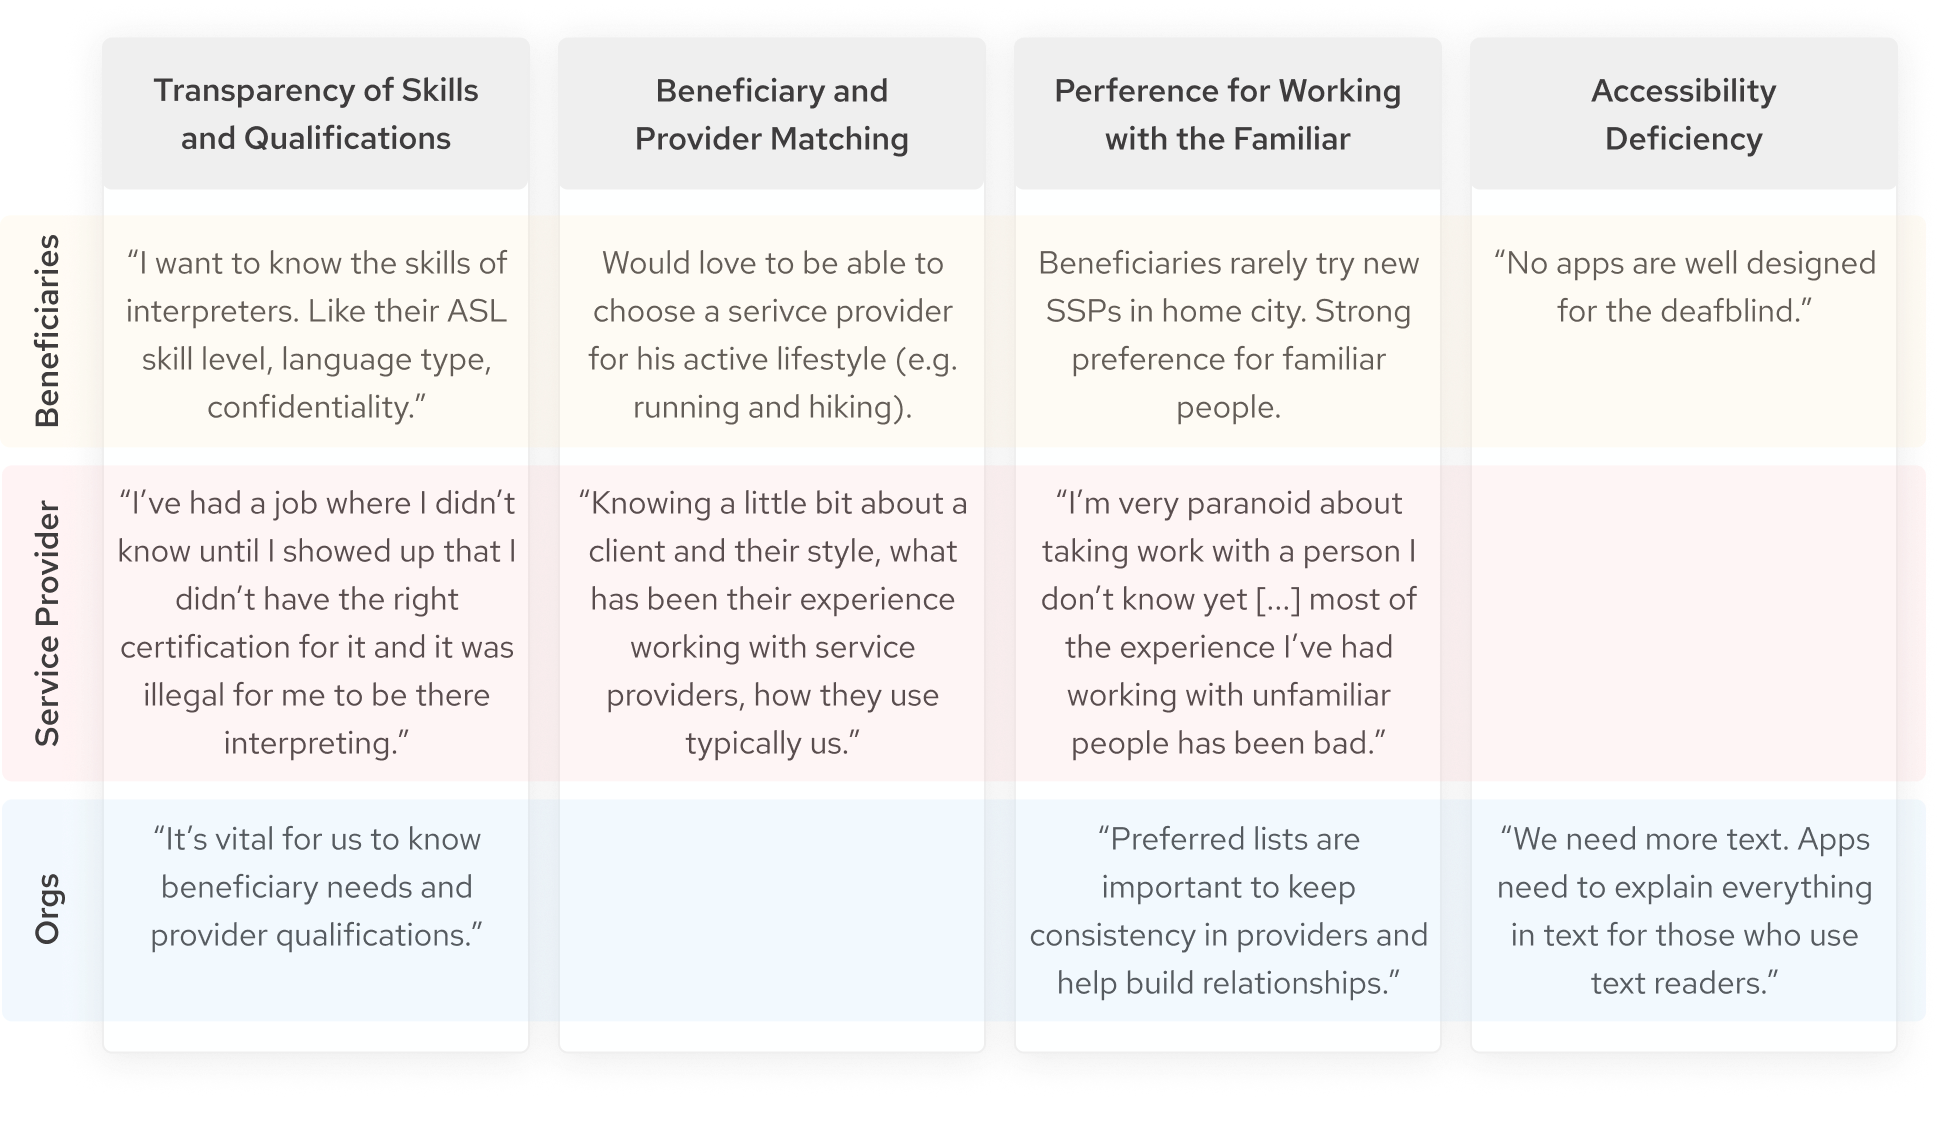 Transparency of Skills
and Qualifications
Beneficiary and
Provider Matching
Perference for Working
with the Familiar
Accessibility
Deficiency
Beneficiaries
“I want to know the skills of
interpreters. Like their ASL
skill level, language type,
confidentiality.”
Would love to be able to
choose a serivce provider
for his active lifestyle (e.g.
running and hiking).
Beneficiaries rarely try new
SSPs in home city. Strong
preference for familiar
people.
“No apps are well designed
for the deafblind.”
Service Provider
“I’ve had a job where I didn’t
know until I showed up that I
didn’t have the right
certification for it and it was
illegal for me to be there
interpreting.”
“Knowing a little bit about a
client and their style, what
has been their experience
working with service
providers, how they use
typically us.”
“I’m very paranoid about
taking work with a person I
don’t know yet [...] most of
the experience I’ve had
working with unfamiliar
people has been bad.”
Orgs
“It’s vital for us to know
beneficiary needs and
provider qualifications.”
“Preferred lists are
important to keep
consistency in providers and
help build relationships.”
“We need more text. Apps
need to explain everything
in text for those who use
text readers.”